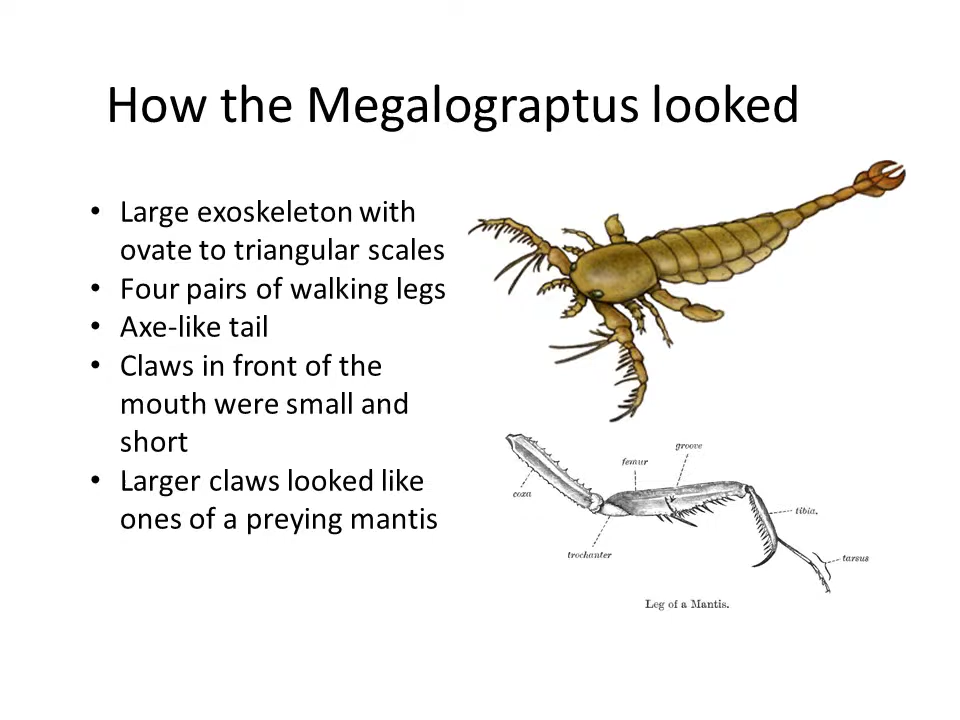 How the Megalograptus looked
• Large exoskeleton with
ovate to triangular scales
• Four pairs of walking legs
• Axe-like tail
• Claws in front of the
mouth were small and
short
• Larger claws looked like
ones of a preying mantis
groove
femur
coxa
tibia.
trochanter
tarsus
Leg of a Mantis.